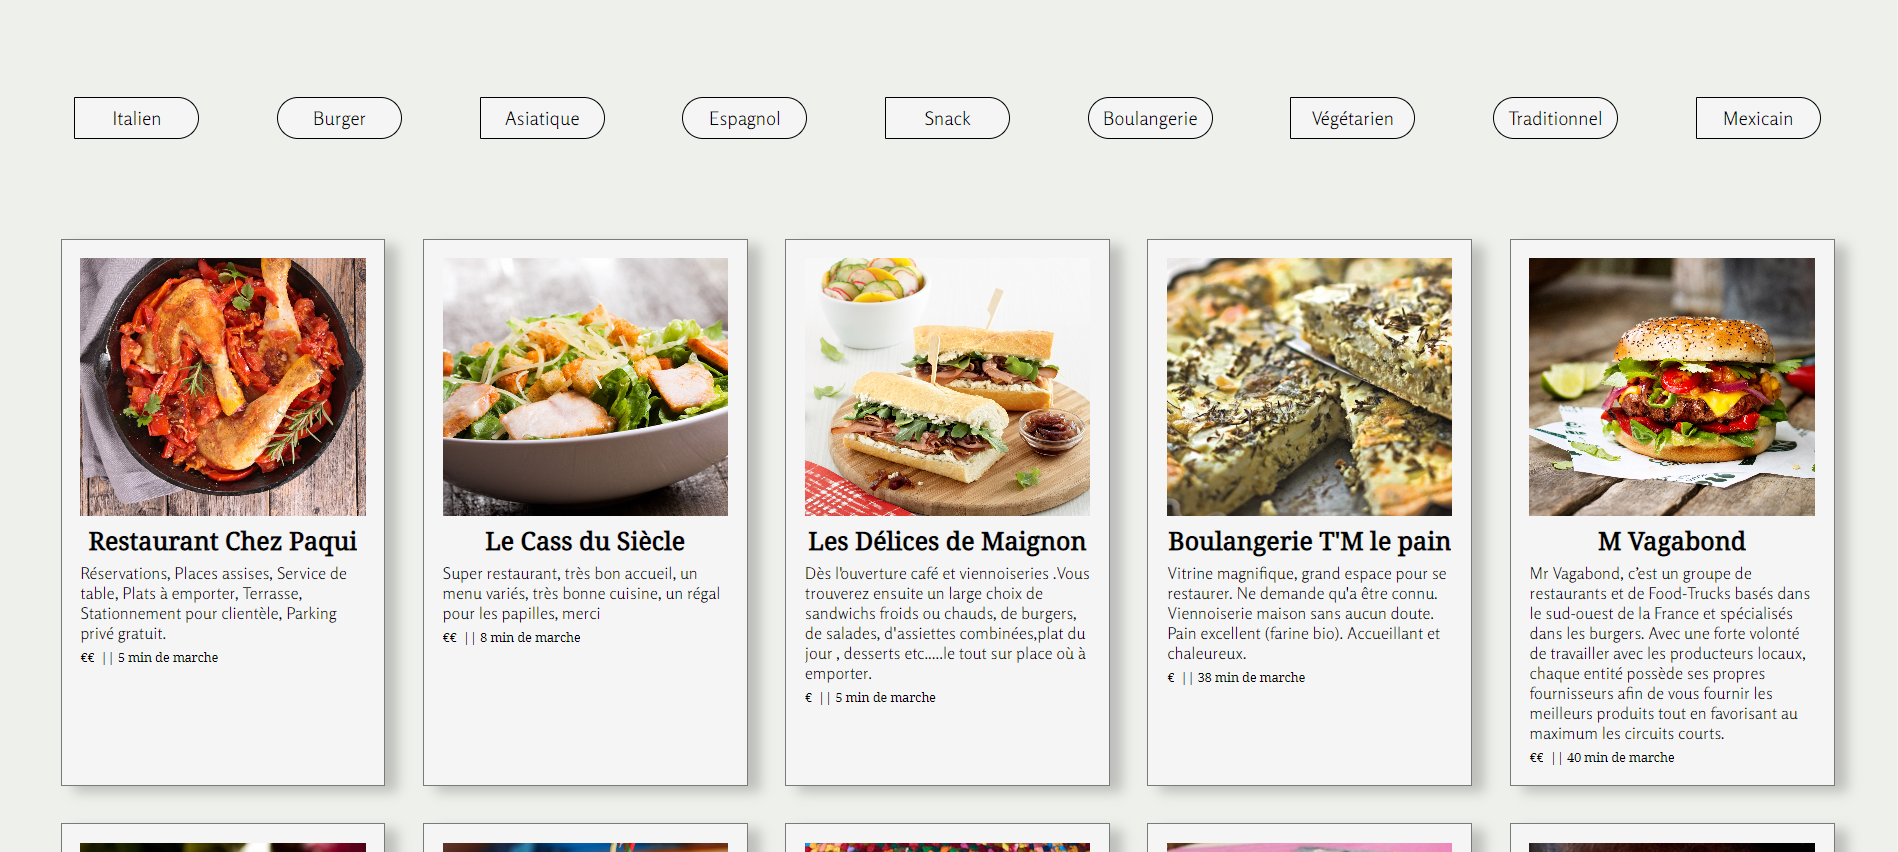 Italien
Burger
Asiatique
Espagnol
Snack
Boulangerie
Végétarien
Traditionnel
Mexicain
Restaurant Chez Paqui
Réservations, Places assises, Service de
table, Plats à emporter, Terrasse,
Stationnement pour clientèle, Parking
privé gratuit.
€€ || 5 min de marche
Le Cass du Siècle
Super restaurant, très bon accueil, un
menu variés, très bonne cuisine, un régal
pour les papilles, merci
€€ || 8 min de marche
Les Délices de Maignon
Dès l'ouverture café et viennoiseries .Vous
trouverez ensuite un large choix de
sandwichs froids ou chauds, de burgers,
de salades, d'assiettes combinées,plat du
jour , desserts etc.....le tout sur place où à
emporter.
€ || 5 min de marche
Boulangerie T'M le pain
Vitrine magnifique, grand espace pour se
restaurer. Ne demande qu'a être connu.
Viennoiserie maison sans aucun doute.
Pain excellent (farine bio). Accueillant et
chaleureux.
€ || 38 min de marche
M Vagabond
Mr Vagabond, c’est un groupe de
restaurants et de Food-Trucks basés dans
le sud-ouest de la France et spécialisés
dans les burgers. Avec une forte volonté
de travailler avec les producteurs locaux,
chaque entité possède ses propres
fournisseurs afin de vous fournir les
meilleurs produits tout en favorisant au
maximum les circuits courts.
€€ || 40 min de marche